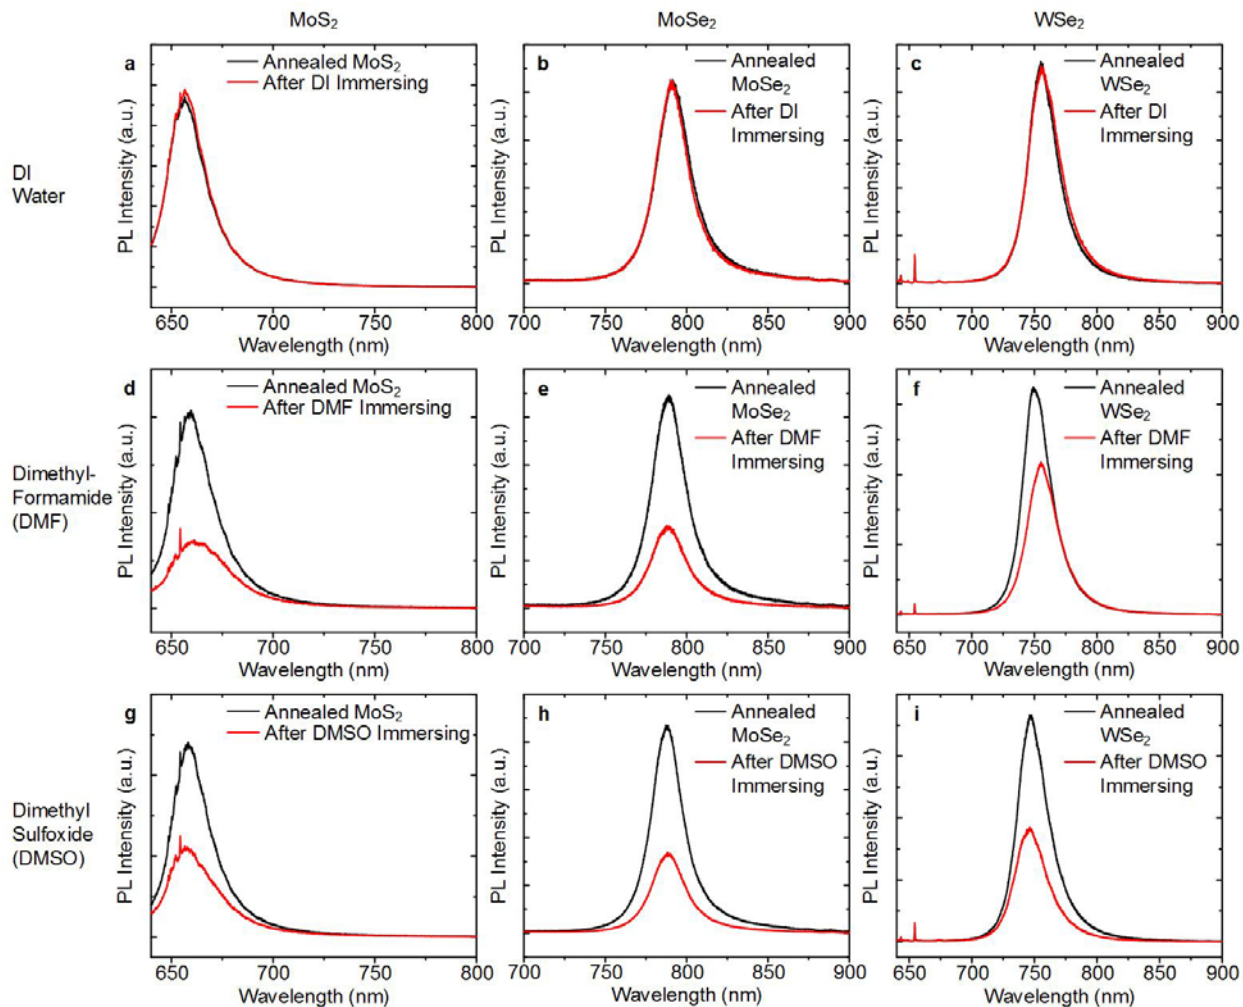 MoS₂
MoSe₂
WSe₂
DI
Water
a
Annealed MoS₂
After DI Immersing
PL Intensity (a.u.)
650
700
750
800
Wavelength (nm)
b
Annealed
MoSe₂
After DI
Immersing
PL Intensity (a.u.)
700
750
800
850
900
Wavelength (nm)
c
Annealed
WSe₂
After DI
Immersing
PL Intensity (a.u.)
650
700
750
800
850
900
Wavelength (nm)
Dimethyl-
Formamide
(DMF)
d
Annealed MoS₂
After DMF Immersing
PL Intensity (a.u.)
650
700
750
800
Wavelength (nm)
e
Annealed
MoSe₂
After DMF
Immersing
PL Intensity (a.u.)
700
750
800
850
900
Wavelength (nm)
f
Annealed
WSe₂
After DMF
Immersing
PL Intensity (a.u.)
650
700
750
800
850
900
Wavelength (nm)
Dimethyl
Sulfoxide
(DMSO)
g
Annealed MoS₂
After DMSO Immersing
PL Intensity (a.u.)
650
700
750
800
Wavelength (nm)
h
Annealed
MoSe₂
After DMSO
Immersing
PL Intensity (a.u.)
700
750
800
850
900
Wavelength (nm)
i
Annealed
WSe₂
After DMSO
Immersing
PL Intensity (a.u.)
650
700
750
800
850
900
Wavelength (nm)